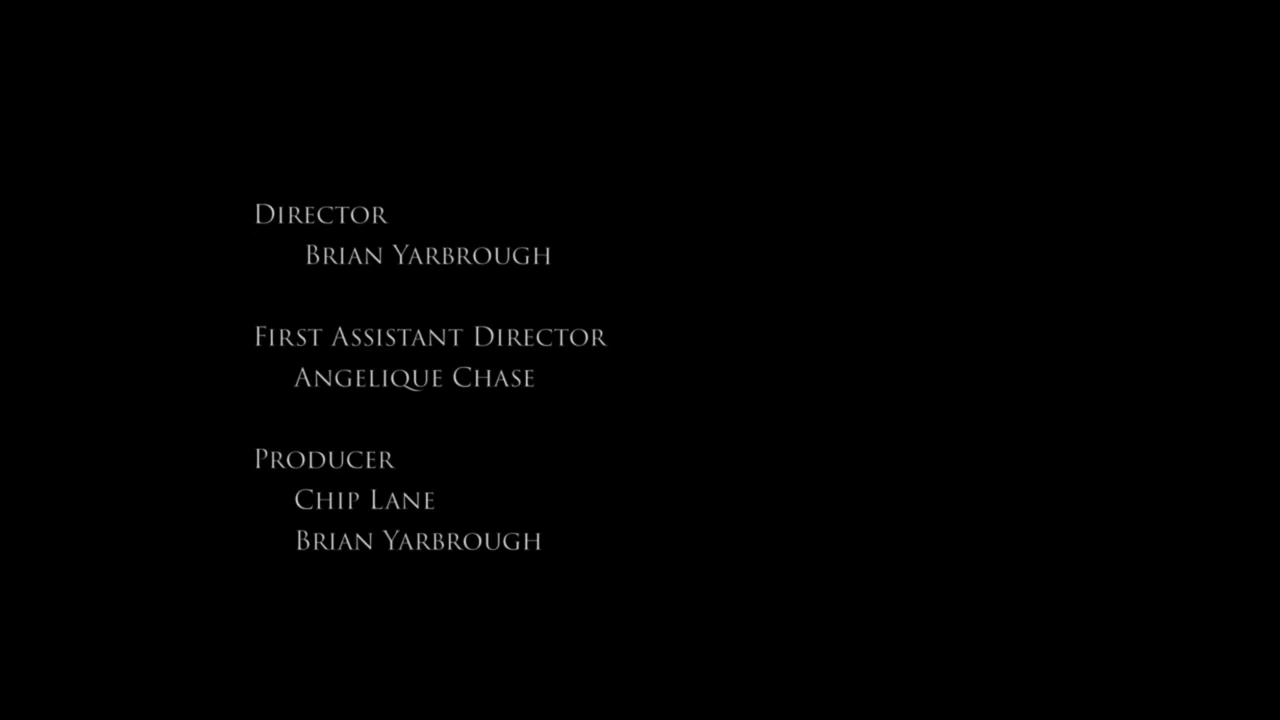 Director
Brian Yarbrough
First Assistant Director
Angelique Chase
Producer
Chip Lane
Brian Yarbrough